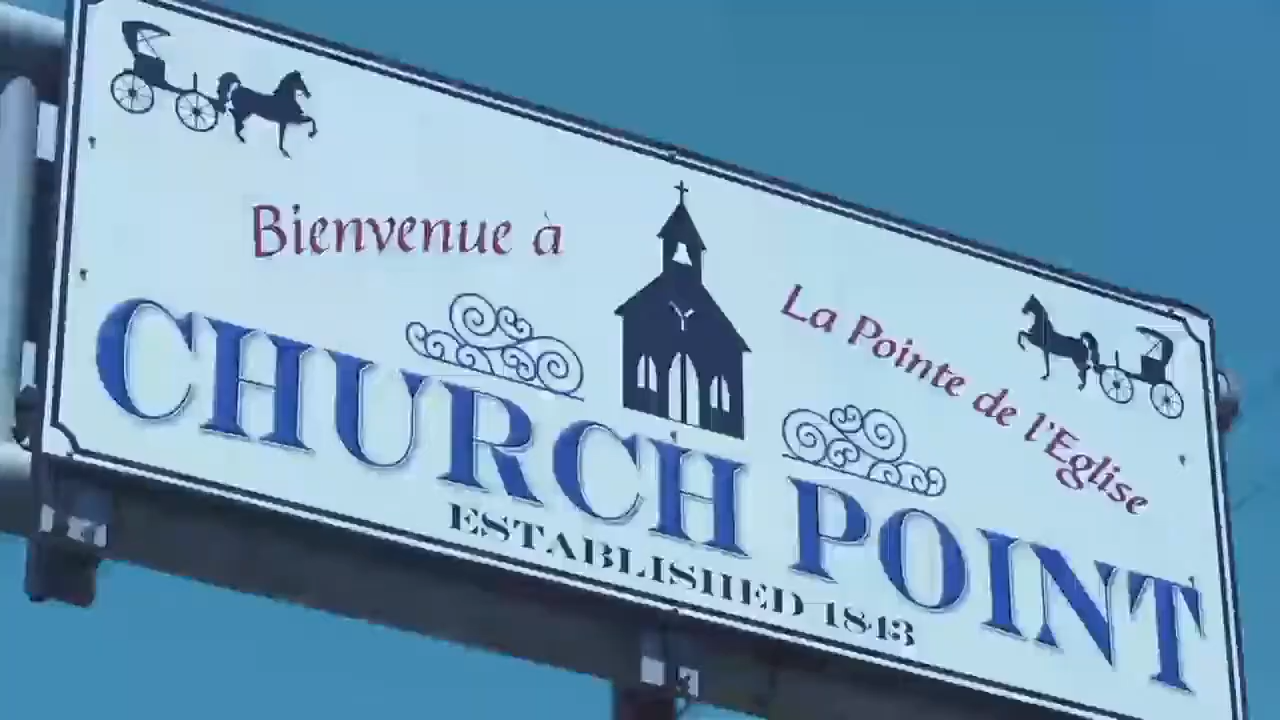 Bienvenue à
La Pointe de l'Eglise
CHURCH POINT
ESTABLISHED 1843